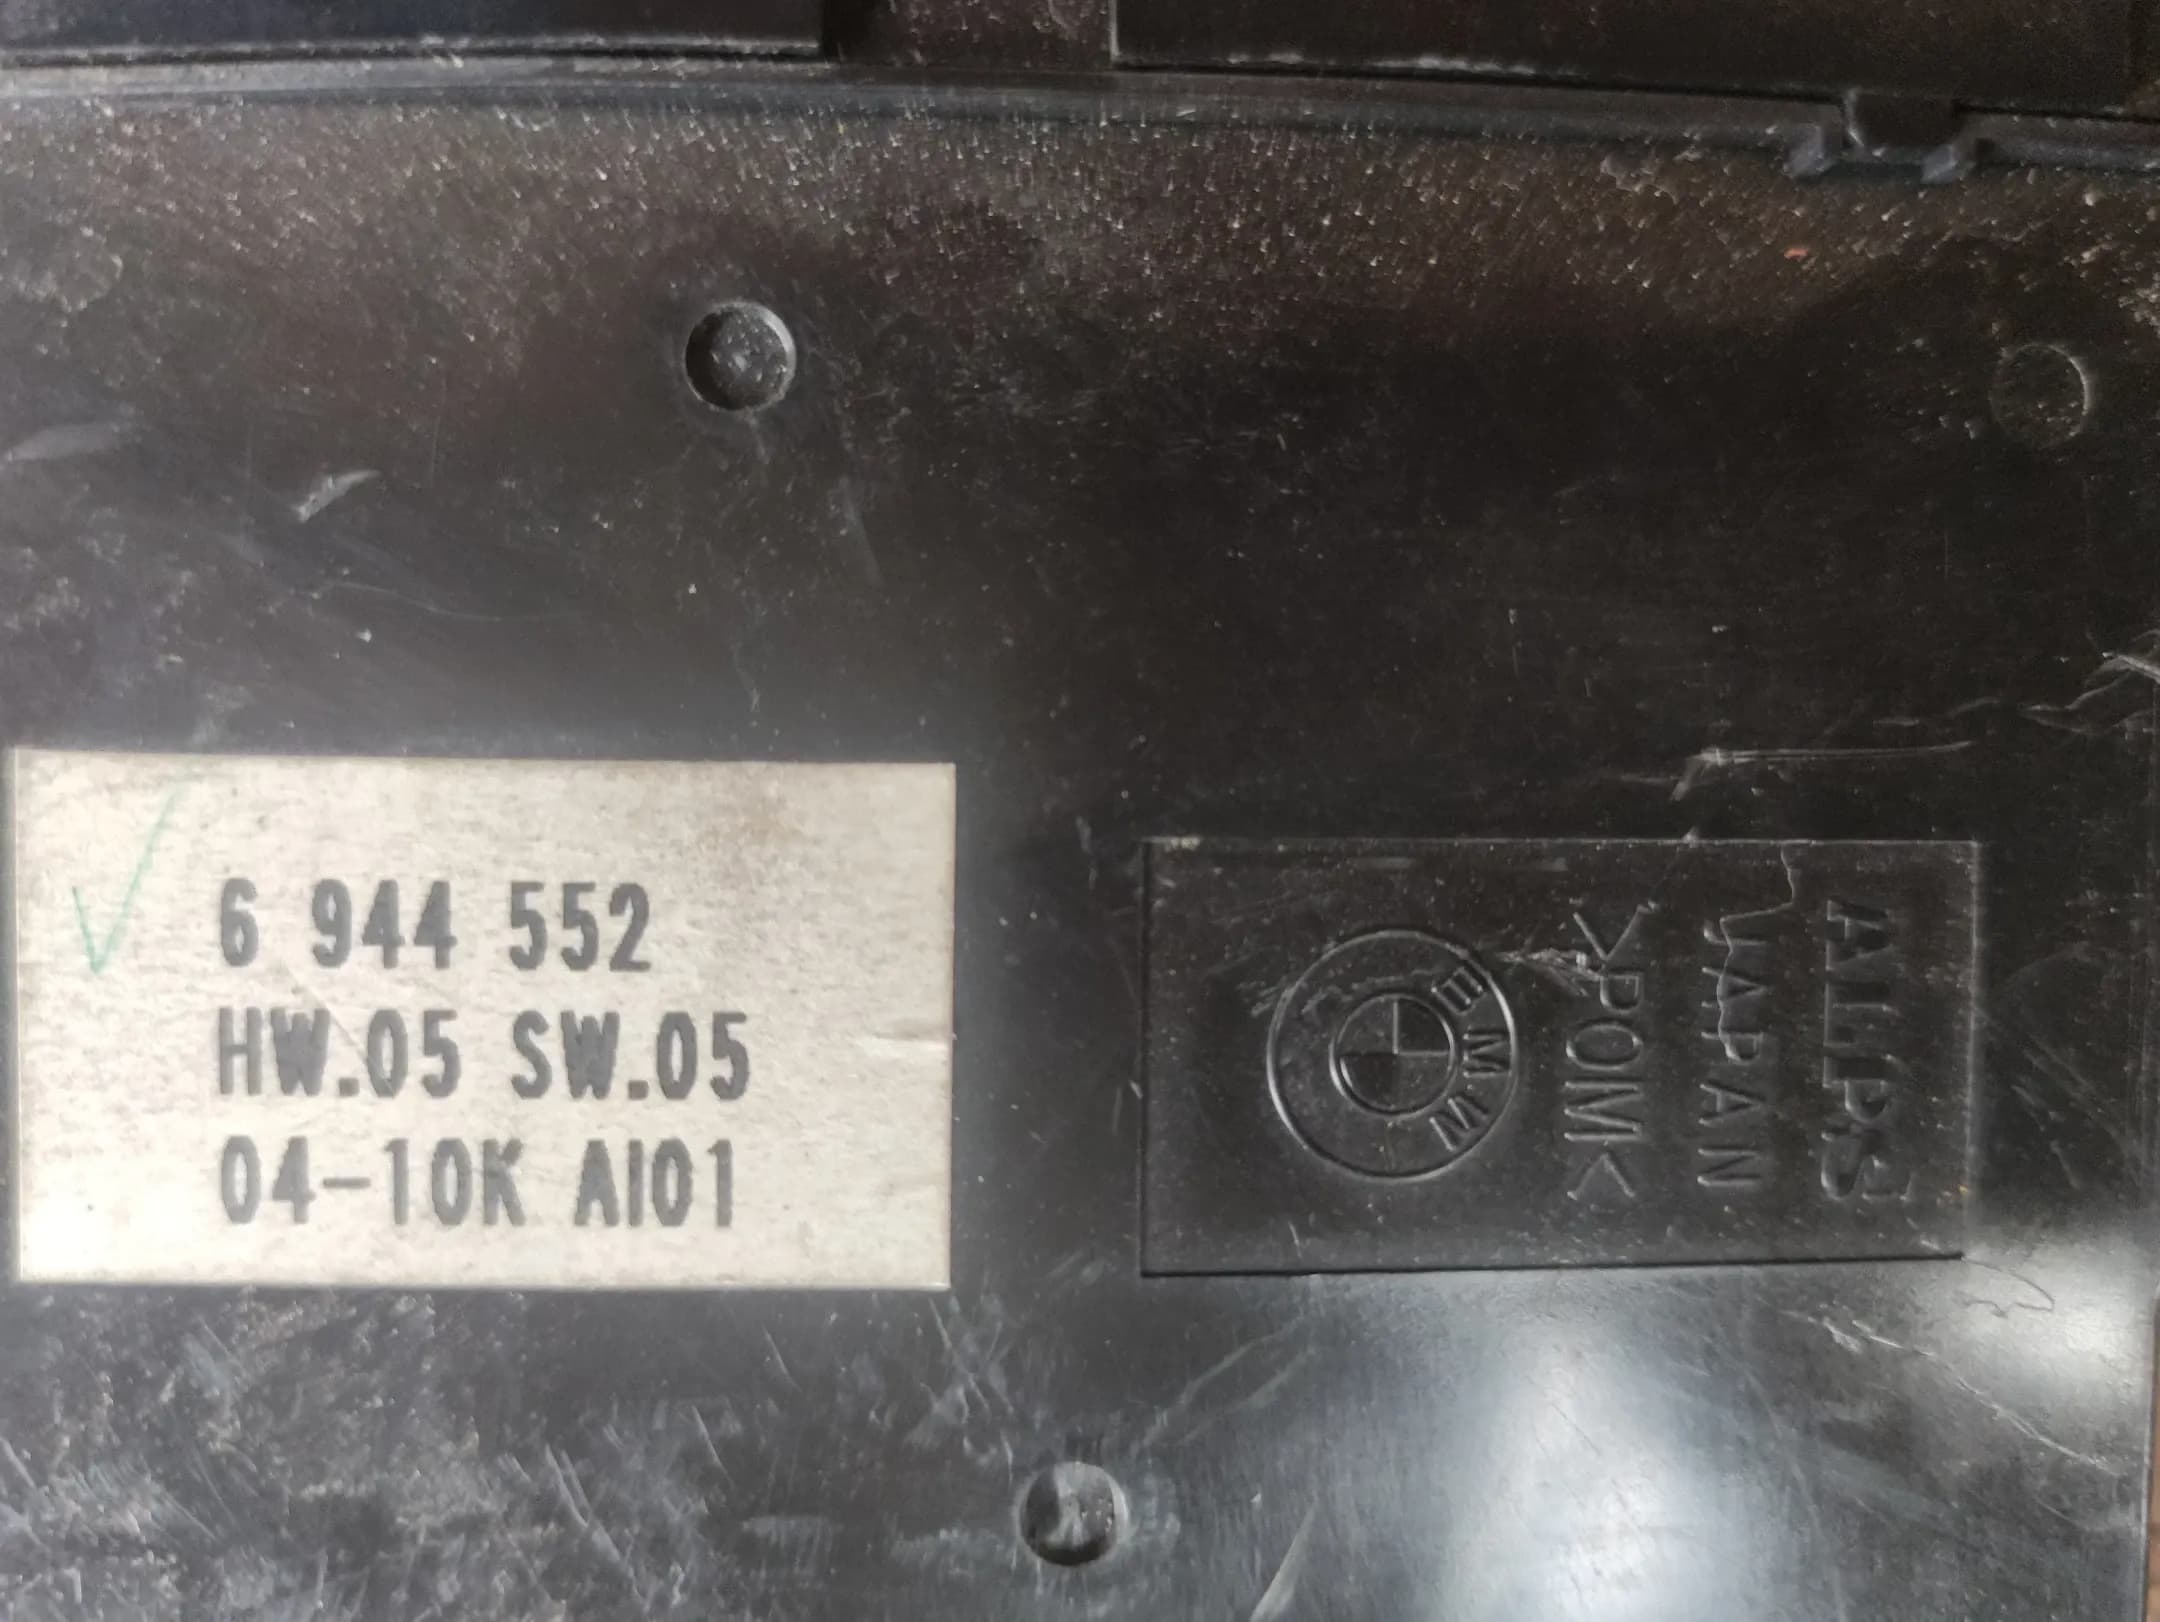 6 944 552
HW.05 SW.05
04-10K AI01
ALPS
JAPAN
>POM<
BMW